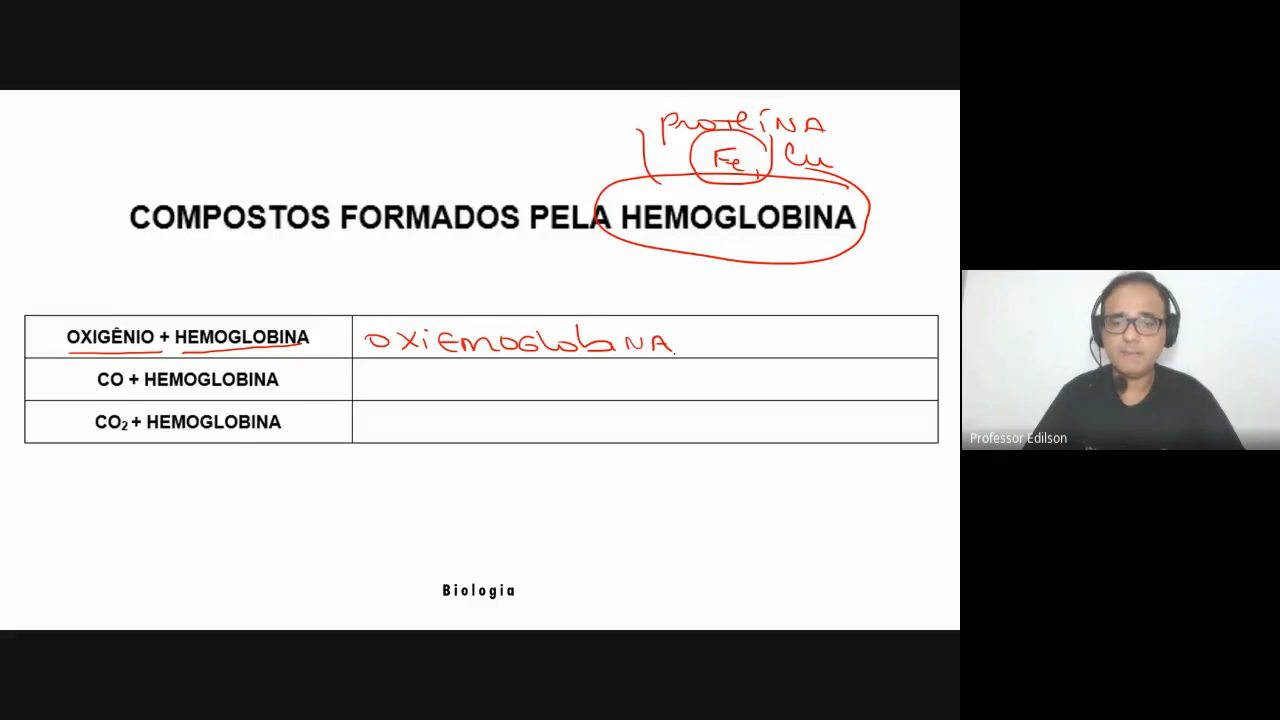 PROTEÍNA
Fe, Cu
COMPOSTOS FORMADOS PELA HEMOGLOBINA
OXIGÊNIO + HEMOGLOBINA OXIEMOGLOBINA
CO + HEMOGLOBINA
CO₂ + HEMOGLOBINA
Professor Edilson
Biologia